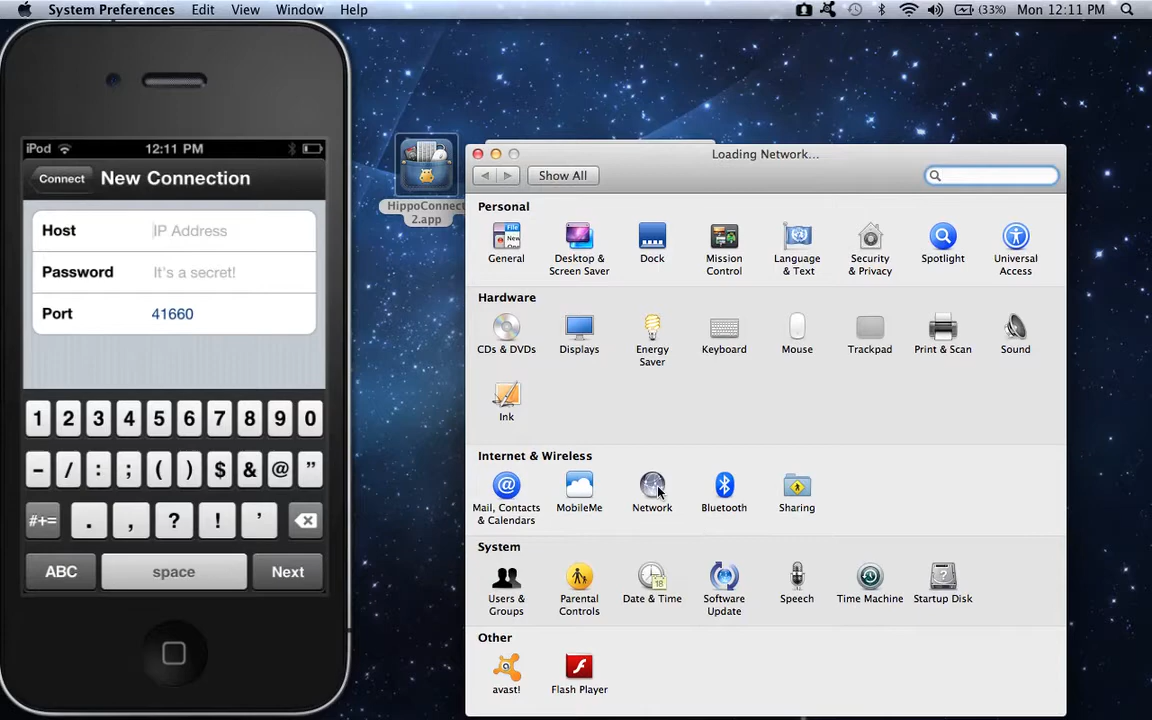 System Preferences Edit View Window Help
(33%) Mon 12:11 PM
iPod 12:11 PM
Connect New Connection
Host IP Address
Password It's a secret!
Port 41660
1 2 3 4 5 6 7 8 9 0
- / : ; ( ) $ & @ "
#+= . , ? ! '
ABC space Next
HippoConnect
2.app
Loading Network...
Show All
Personal
File
New
One
General
Desktop &
Screen Saver
Dock
Mission
Control
Language
& Text
Security
& Privacy
Spotlight
Universal
Access
Hardware
CDs & DVDs
Displays
Energy
Saver
Keyboard
Mouse
Trackpad
Print & Scan
Sound
Ink
Internet & Wireless
@
Mail, Contacts
& Calendars
MobileMe
Network
Bluetooth
Sharing
System
Users &
Groups
Parental
Controls
18
Date & Time
Software
Update
Speech
Time Machine
?
Startup Disk
Other
avast!
Flash Player